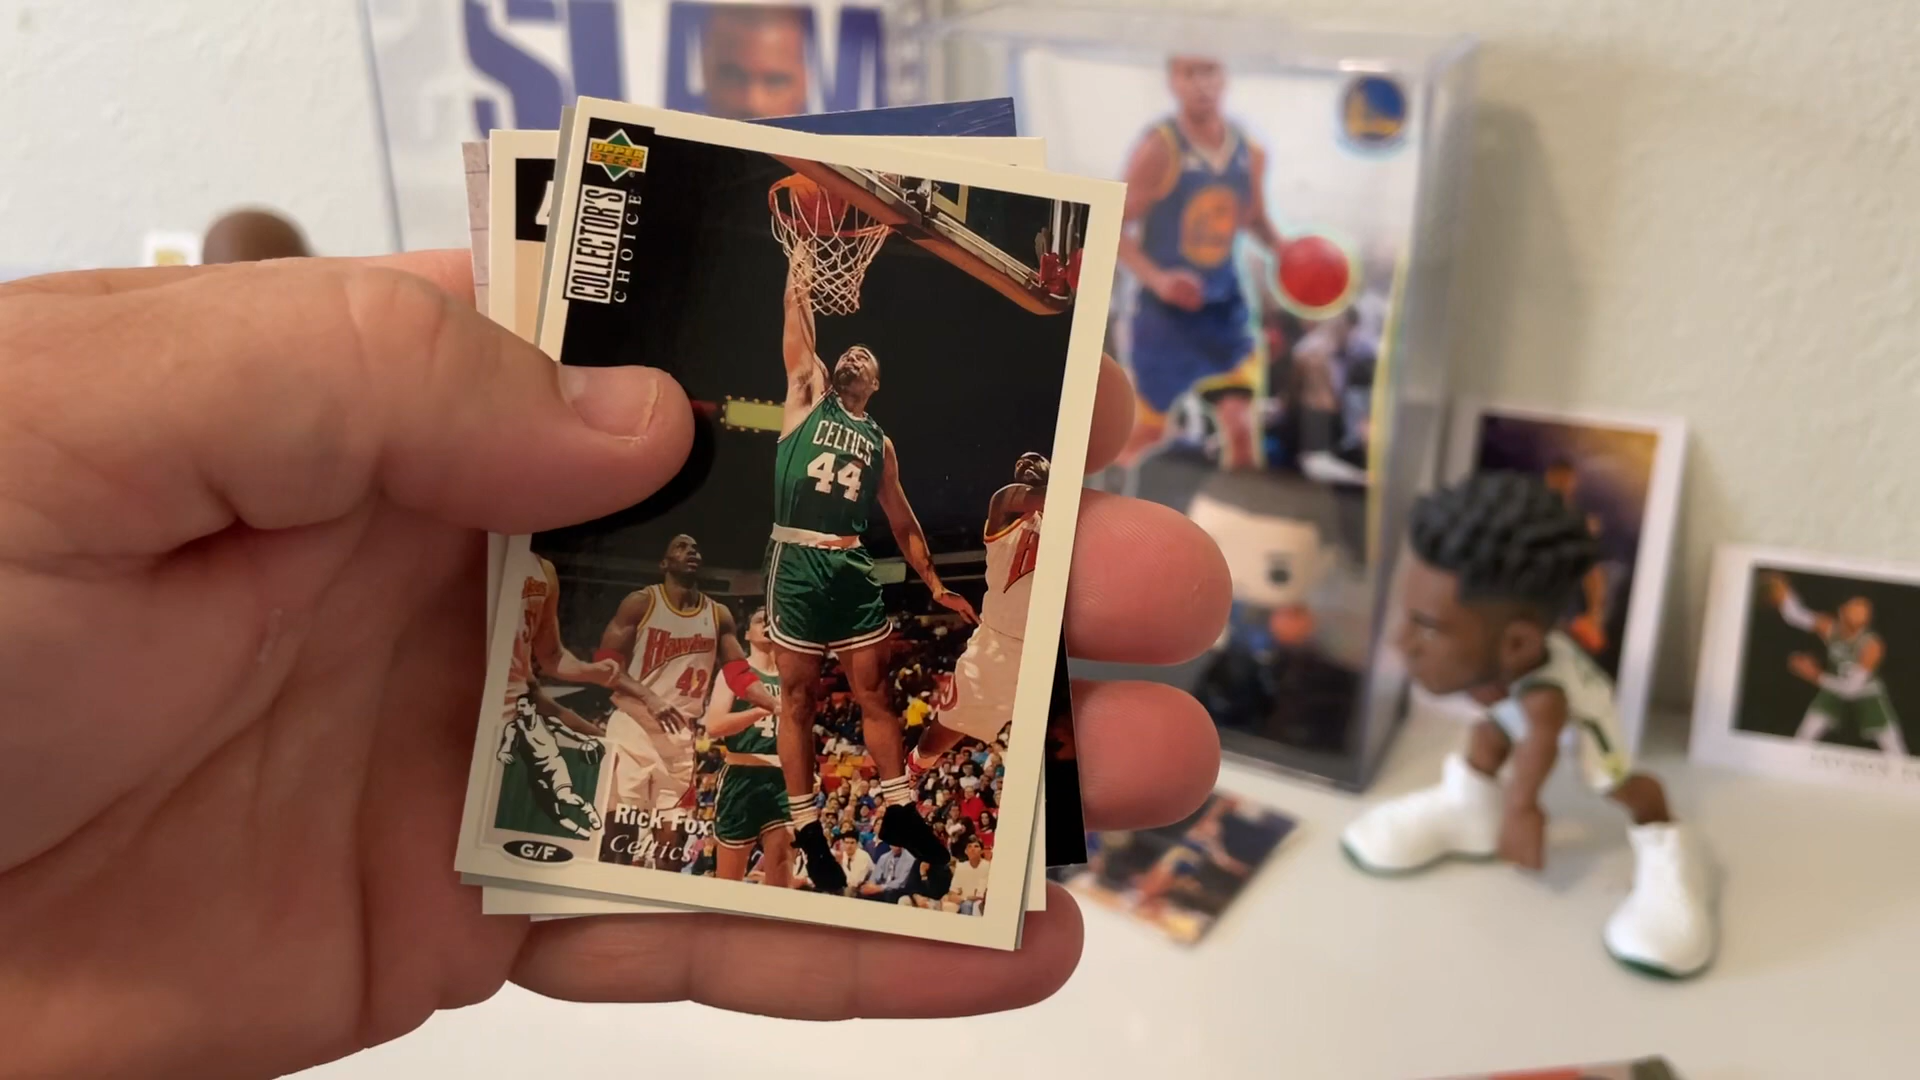 SLAM
UPPER
DECK
COLLECTOR'S
CHOICE
CELTICS
44
Hawks
42
Rick Fox
Celtics
G/F